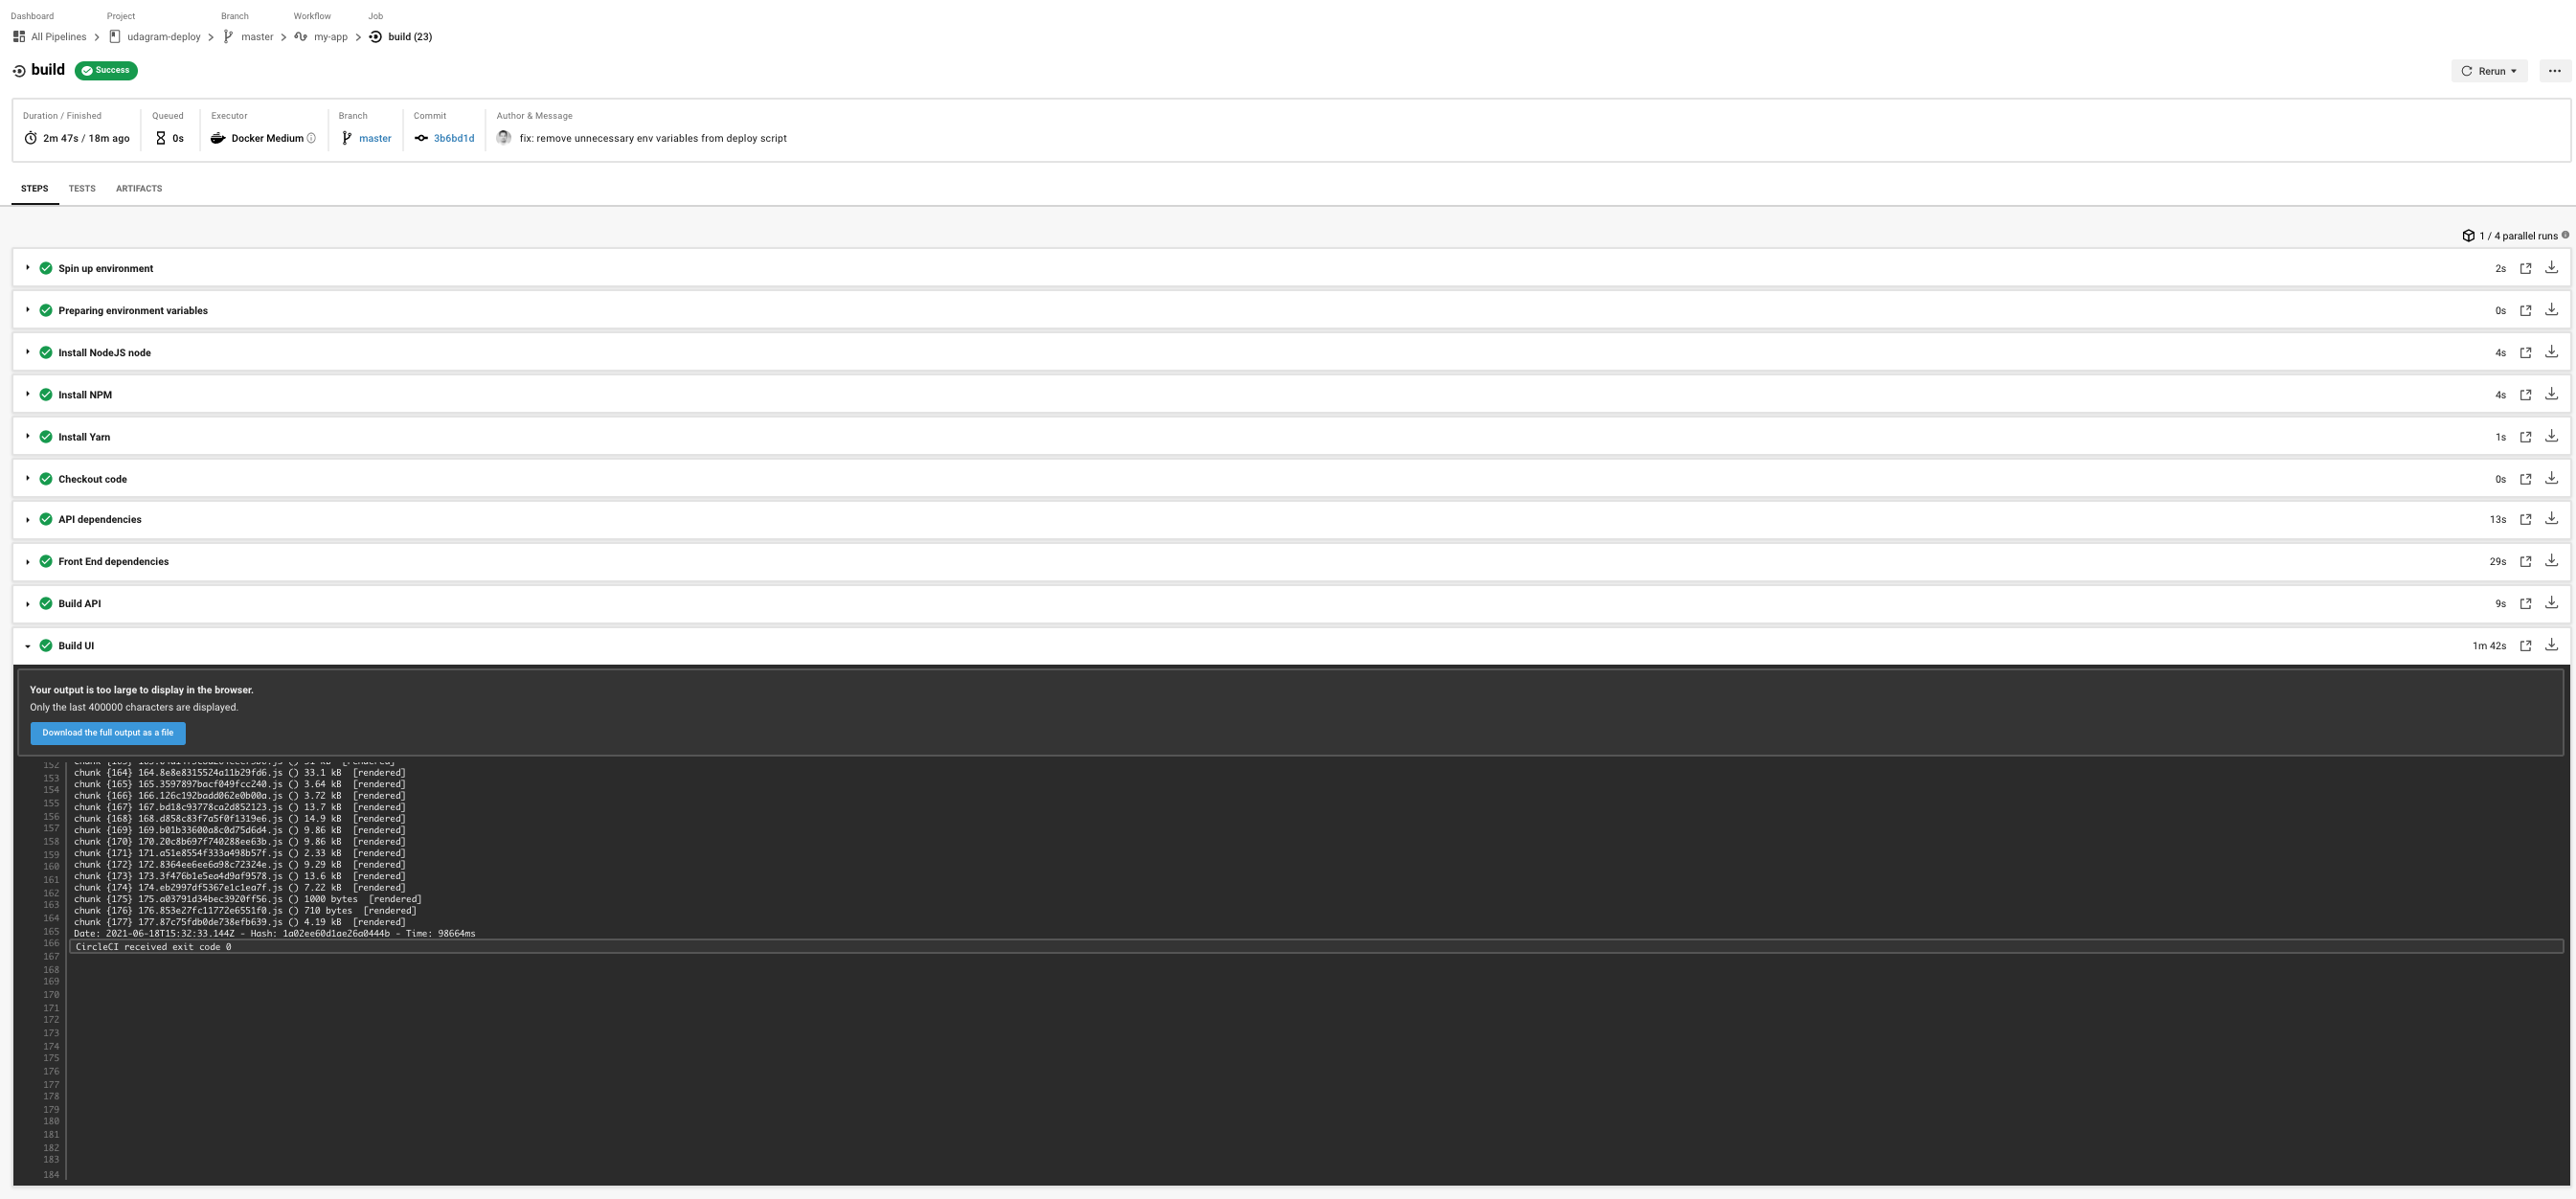 Dashboard Project Branch Workflow Job
All Pipelines udagram-deploy master my-app build (23)
build Success Rerun
Duration / Finished Queued Executor Branch Commit Author & Message
2m 47s / 18m ago 0s Docker Medium master 3b6bd1d fix: remove unnecessary env variables from deploy script
STEPS TESTS ARTIFACTS
1 / 4 parallel runs
Spin up environment 2s
Preparing environment variables 0s
Install NodeJS node 4s
Install NPM 4s
Install Yarn 1s
Checkout code 0s
API dependencies 13s
Front End dependencies 29s
Build API 9s
Build UI 1m 42s
Your output is too large to display in the browser.
Only the last 400000 characters are displayed.
Download the full output as a file
152
153 chunk {164} 164.8e8e8315524a11b29fd6.js () 33.1 kB [rendered]
154 chunk {165} 165.3597897bacf049fcc240.js () 3.64 kB [rendered]
155 chunk {166} 166.126c192badd062e0b00a.js () 3.72 kB [rendered]
chunk {167} 167.bd18c93778ca2d852123.js () 13.7 kB [rendered]
156 chunk {168} 168.d858c83f7a5f0f1319e6.js () 14.9 kB [rendered]
157 chunk {169} 169.b01b33600a8c0d75d6d4.js () 9.86 kB [rendered]
158 chunk {170} 170.20c8b697f740288ee63b.js () 9.86 kB [rendered]
159 chunk {171} 171.a51e8554f333a498b57f.js () 2.33 kB [rendered]
160 chunk {172} 172.8364ee6ee6a98c72324e.js () 9.29 kB [rendered]
161 chunk {173} 173.3f476b1e5ea4d9af9578.js () 13.6 kB [rendered]
162 chunk {174} 174.eb2997df5367e1c1ea7f.js () 7.22 kB [rendered]
163 chunk {175} 175.a03791d34bec3920ff56.js () 1000 bytes [rendered]
164 chunk {176} 176.853e27fc11772e6551f0.js () 710 bytes [rendered]
chunk {177} 177.87c75fdb0de738efb639.js () 4.19 kB [rendered]
165 Date: 2021-06-18T15:32:33.144Z - Hash: 1a02ee60d1ae26a0444b - Time: 98664ms
166 CircleCI received exit code 0
167
168
169
170
171
172
173
174
175
176
177
178
179
180
181
182
183
184